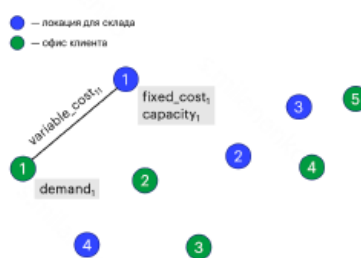 — локация для склада
— офис клиента
1
variable_cost₁₁
fixed_cost₁
capacity₁
3
5
1
demand₁
2
2
4
4
3